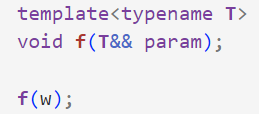 template<typename T>
void f(T&& param);
f(w);